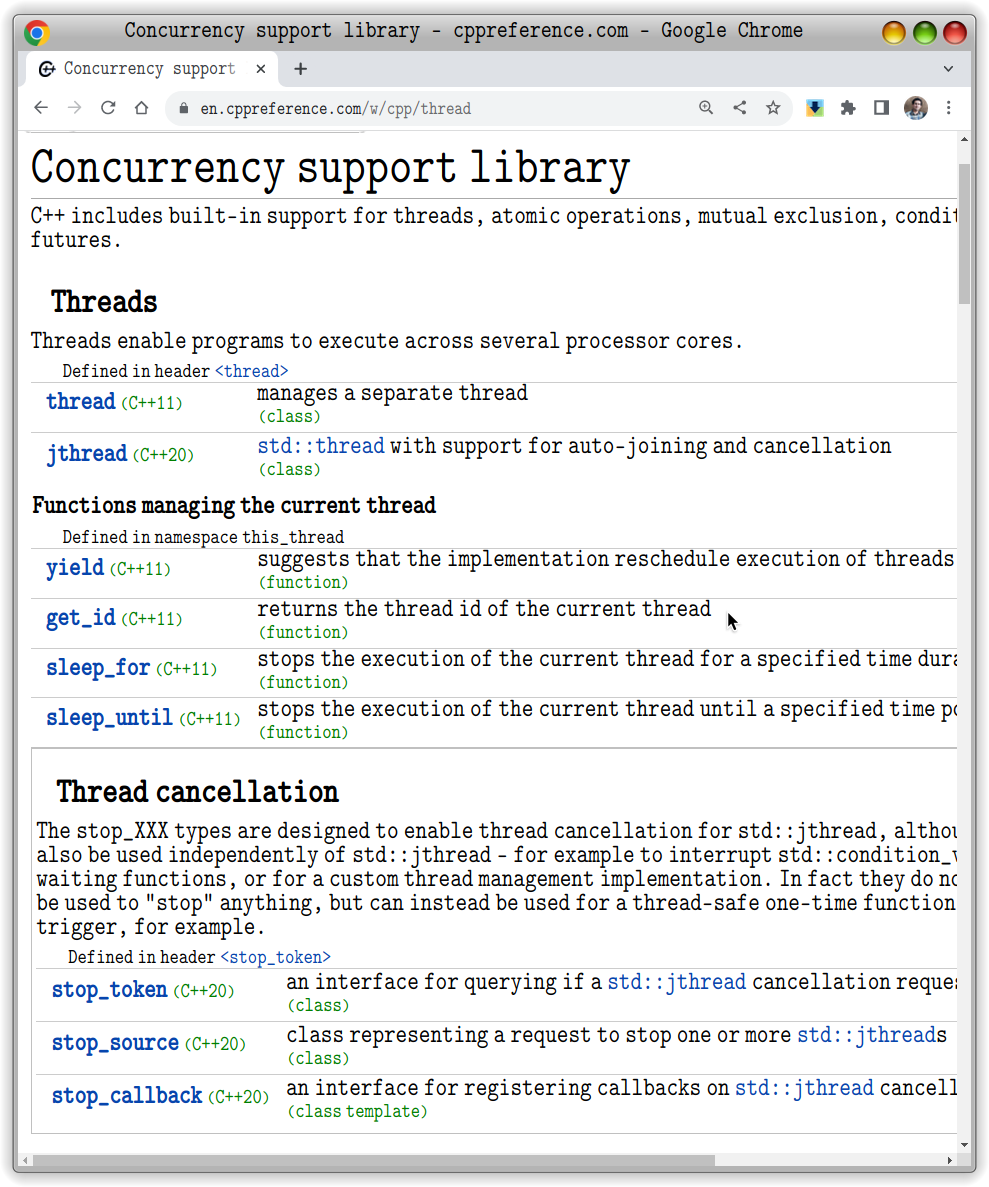 Concurrency support library - cppreference.com - Google Chrome
Concurrency support
en.cppreference.com/w/cpp/thread
Concurrency support library
C++ includes built-in support for threads, atomic operations, mutual exclusion, condit
futures.
Threads
Threads enable programs to execute across several processor cores.
Defined in header <thread>
thread (C++11) manages a separate thread
(class)
jthread (C++20) std::thread with support for auto-joining and cancellation
(class)
Functions managing the current thread
Defined in namespace this_thread
yield (C++11) suggests that the implementation reschedule execution of threads
(function)
get_id (C++11) returns the thread id of the current thread
(function)
sleep_for (C++11) stops the execution of the current thread for a specified time dura
(function)
sleep_until (C++11) stops the execution of the current thread until a specified time po
(function)
Thread cancellation
The stop_XXX types are designed to enable thread cancellation for std::jthread, althou
also be used independently of std::jthread - for example to interrupt std::condition_v
waiting functions, or for a custom thread management implementation. In fact they do no
be used to "stop" anything, but can instead be used for a thread-safe one-time function
trigger, for example.
Defined in header <stop_token>
stop_token (C++20) an interface for querying if a std::jthread cancellation reques
(class)
stop_source (C++20) class representing a request to stop one or more std::jthreads
(class)
stop_callback (C++20) an interface for registering callbacks on std::jthread cancell
(class template)